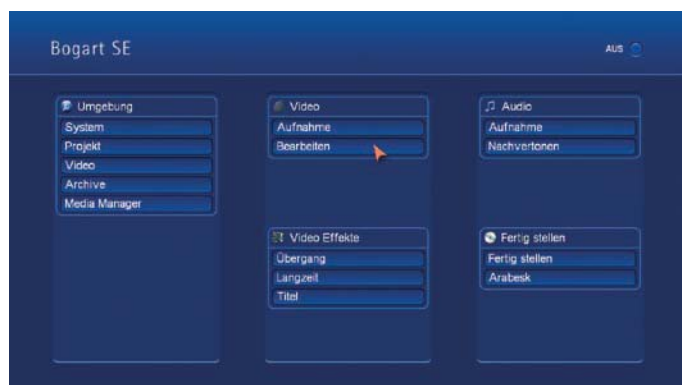 Bogart SE
AUS
Umgebung
System
Projekt
Video
Archive
Media Manager
Video
Aufnahme
Bearbeiten
Audio
Aufnahme
Nachvertonen
Video Effekte
Übergang
Langzeit
Titel
Fertig stellen
Fertig stellen
Arabesk